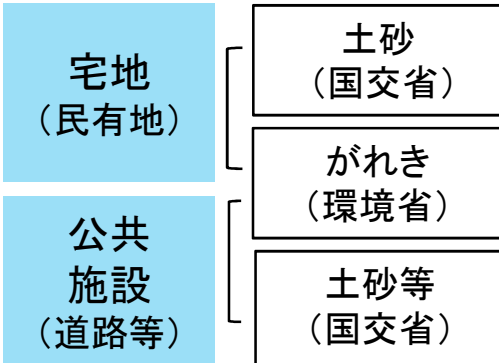 宅地
（民有地）
土砂
（国交省）
がれき
（環境省）
公共
施設
（道路等）
土砂等
（国交省）